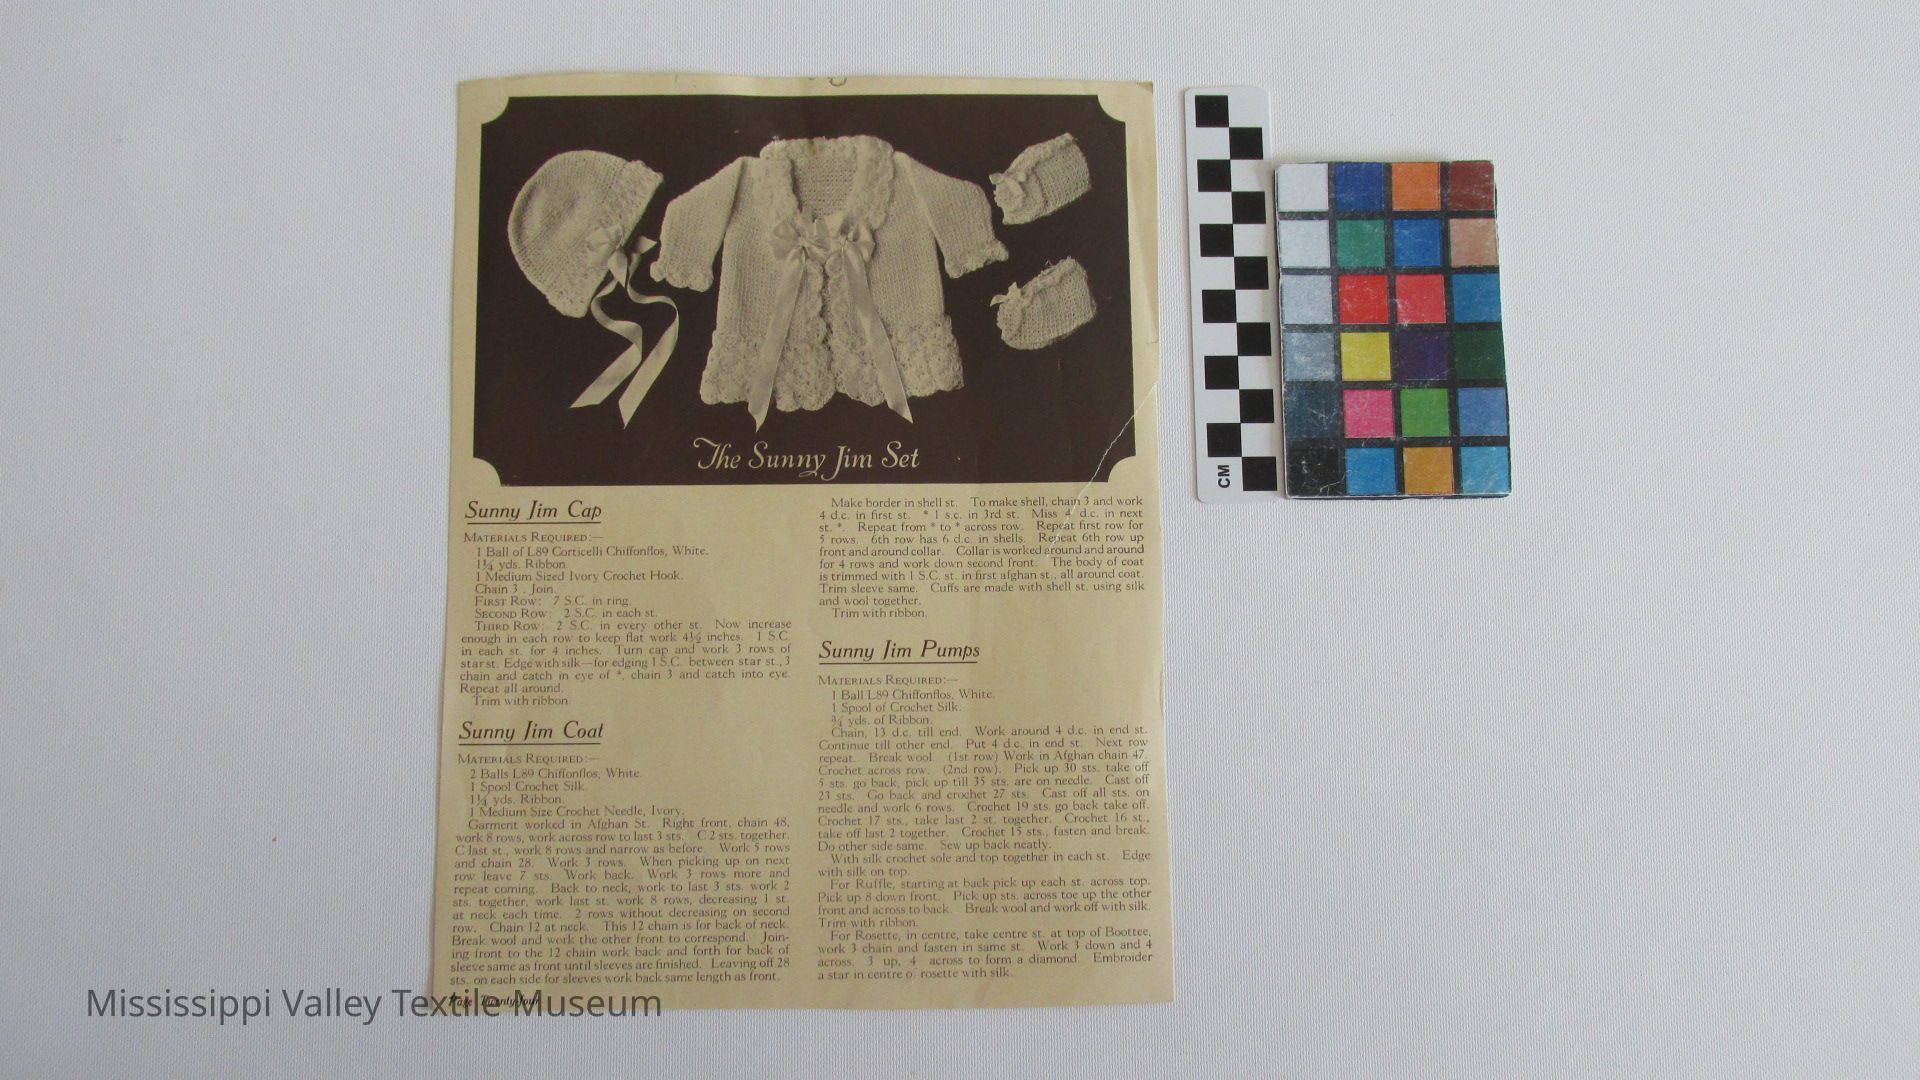 The Sunny Jim Set
Sunny Jim Cap
MATERIALS REQUIRED:—
1 Ball of L89 Corticelli Chiffonflos, White.
1¼ yds. Ribbon.
1 Medium Sized Ivory Crochet Hook.
Chain 3. Join.
FIRST ROW: 7 S.C. in ring.
SECOND ROW: 2 S.C. in each st.
THIRD ROW: 2 S.C. in every other st. Now increase
enough in each row to keep flat work 4½ inches. 1 S.C.
in each st. for 4 inches. Turn cap and work 3 rows of
star st. Edge with silk—for edging 1 S.C. between star st., 3
chain and catch in eye of *, chain 3 and catch into eye.
Repeat all around.
Trim with ribbon.
Sunny Jim Coat
MATERIALS REQUIRED:—
2 Balls L89 Chiffonflos, White.
1 Spool Crochet Silk.
1¼ yds. Ribbon.
1 Medium Size Crochet Needle, Ivory.
Garment worked in Afghan St. Right front, chain 48,
work 8 rows, work across row to last 3 sts. C 2 sts. together.
C last st., work 8 rows and narrow as before. Work 5 rows
and chain 28. Work 3 rows. When picking up on next
row leave 7 sts. Work back. Work 3 rows more and
repeat coming. Back to neck, work to last 3 sts. work 2
sts. together, work last st. work 8 rows, decreasing 1 st.
at neck each time. 2 rows without decreasing on second
row. Chain 12 at neck. This 12 chain is for back of neck.
Break wool and work the other front to correspond. Join-
ing front to the 12 chain work back and forth for back of
sleeve same as front until sleeves are finished. Leaving off 28
sts. on each side for sleeves work back same length as front.
Page Twenty-four
Make border in shell st. To make shell, chain 3 and work
4 d.c. in first st. * 1 s.c. in 3rd st. Miss 4 d.c. in next
st. *. Repeat from * to * across row. Repeat first row for
5 rows. 6th row has 6 d.c. in shells. Repeat 6th row up
front and around collar. Collar is worked around and around
for 4 rows and work down second front. The body of coat
is trimmed with 1 S.C. st. in first afghan st., all around coat.
Trim sleeve same. Cuffs are made with shell st. using silk
and wool together.
Trim with ribbon.
Sunny Jim Pumps
MATERIALS REQUIRED:—
1 Ball L89 Chiffonflos, White.
1 Spool of Crochet Silk.
¾ yds. of Ribbon.
Chain, 13 d.c. till end. Work around 4 d.c. in end st.
Continue till other end. Put 4 d.c. in end st. Next row
repeat. Break wool. (1st row) Work in Afghan chain 47.
Crochet across row. (2nd row). Pick up 30 sts. take off
5 sts. go back, pick up till 35 sts. are on needle. Cast off
23 sts. Go back and crochet 27 sts. Cast off all sts. on
needle and work 6 rows. Crochet 19 sts. go back take off.
Crochet 17 sts., take last 2 st. together. Crochet 16 st.,
take off last 2 together. Crochet 15 sts., fasten and break.
Do other side same. Sew up back neatly.
With silk crochet sole and top together in each st. Edge
with silk on top.
For Ruffle, starting at back pick up each st. across top.
Pick up 8 down front. Pick up sts. across toe up the other
front and across to back. Break wool and work off with silk.
Trim with ribbon.
For Rosette, in centre, take centre st. at top of Boottee,
work 3 chain and fasten in same st. Work 3 down and 4
across. 3 up, 4 across to form a diamond. Embroider
a star in centre o rosette with silk.
CM
Mississippi Valley Textile Museum